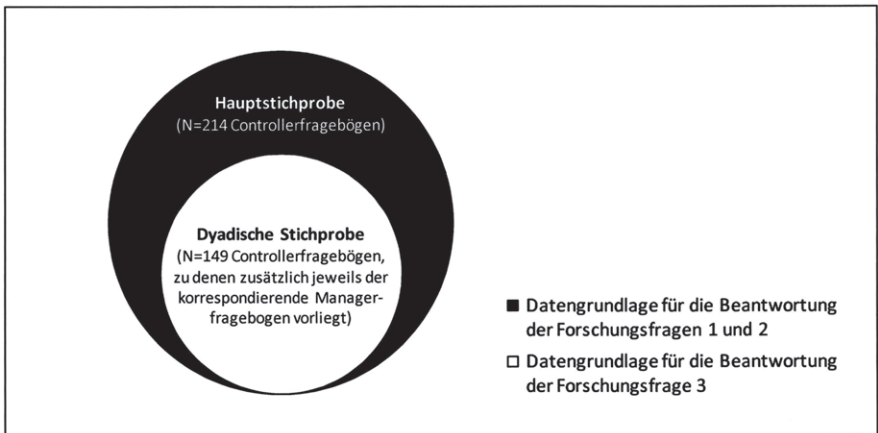 Hauptstichprobe
(N=214 Controllerfragebögen)
Dyadische Stichprobe
(N=149 Controllerfragebögen,
zu denen zusätzlich jeweils der
korrespondierende Manager-
fragebogen vorliegt)
Datengrundlage für die Beantwortung
der Forschungsfragen 1 und 2
Datengrundlage für die Beantwortung
der Forschungsfrage 3